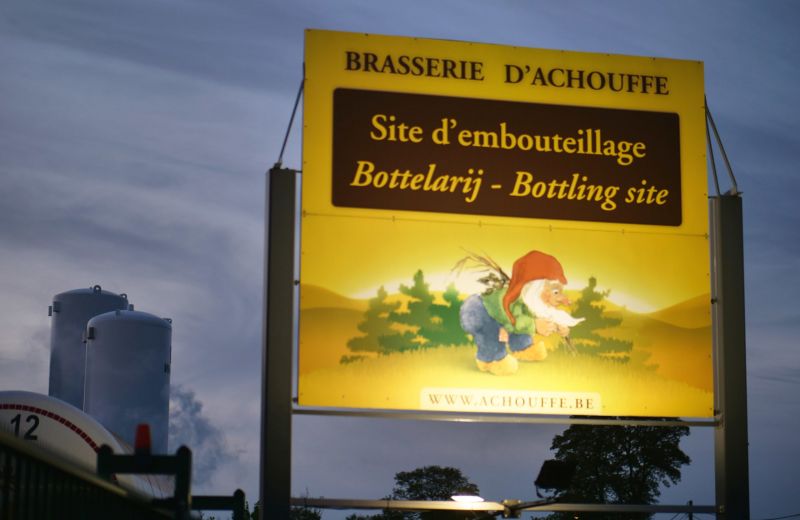 BRASSERIE D'ACHOUFFE
Site d'embouteillage
Bottelarij - Bottling site
WWW.ACHOUFFE.BE
12